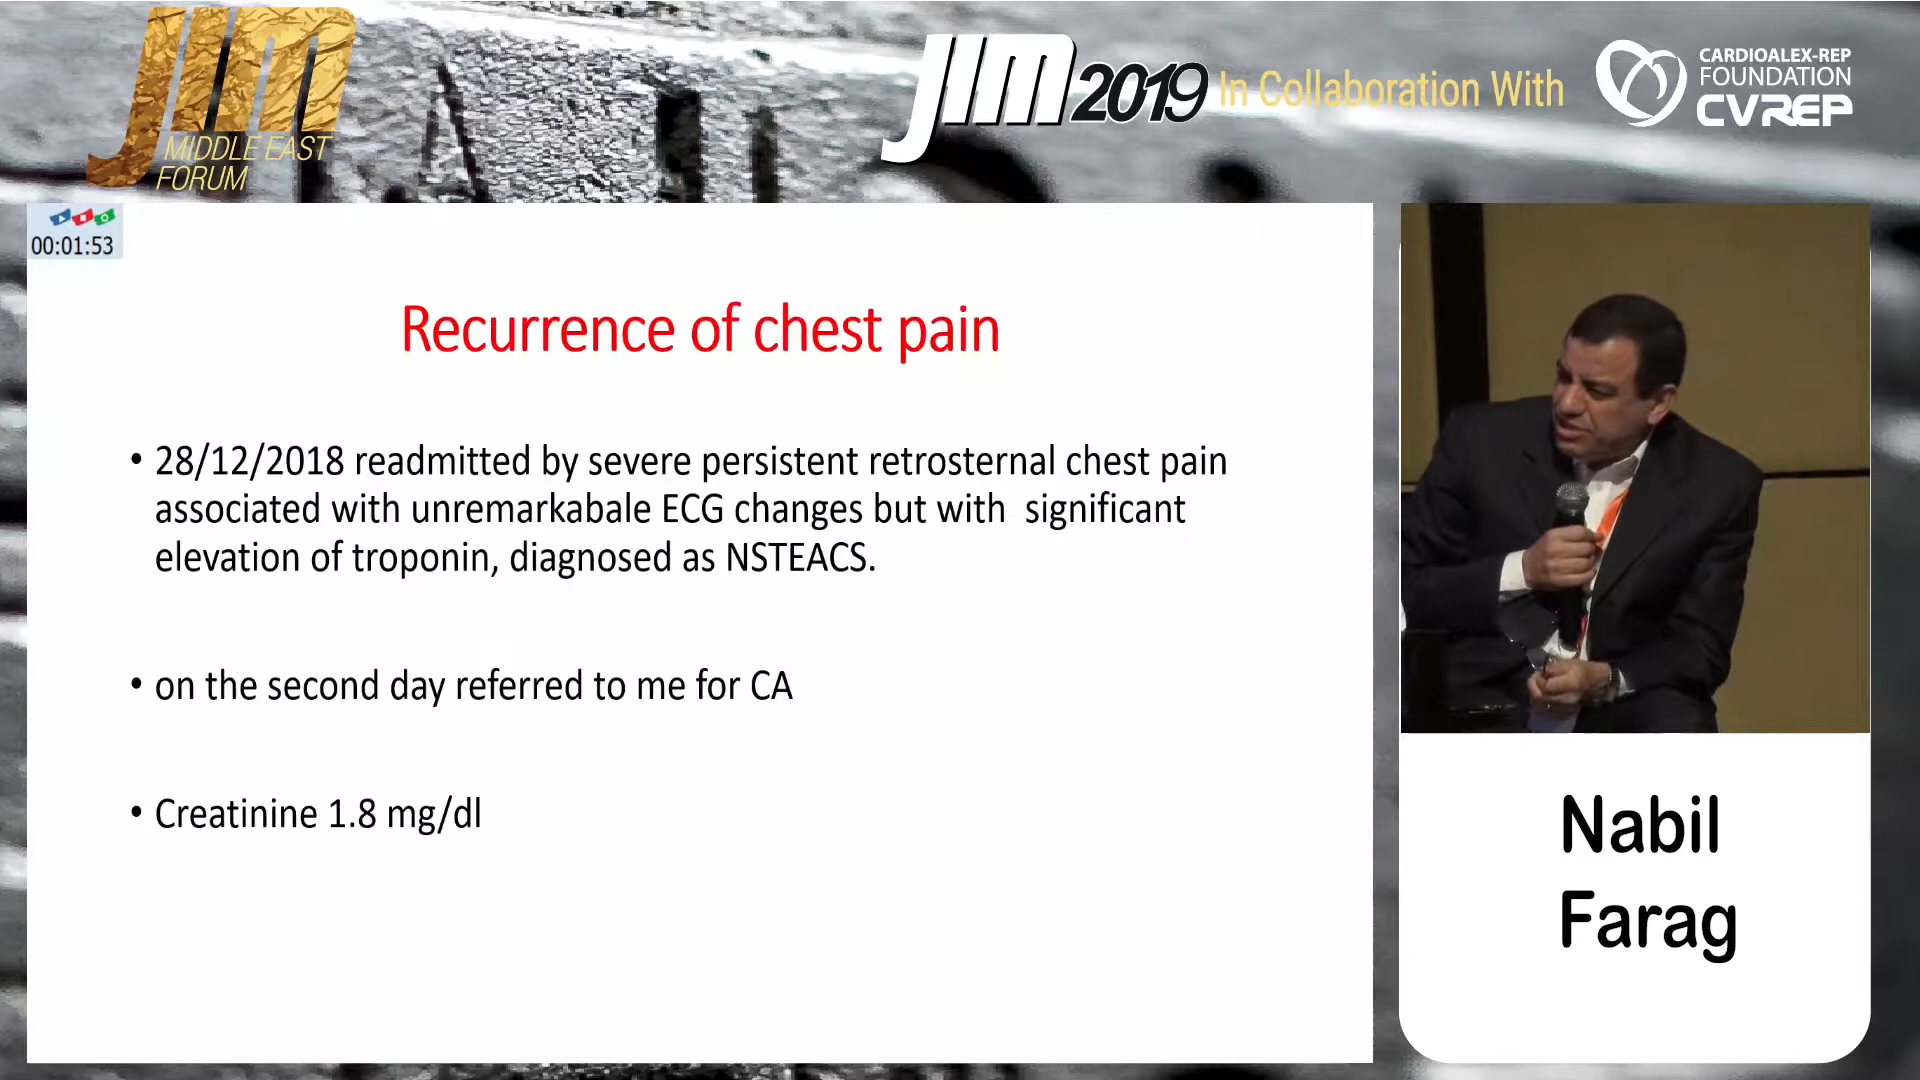 JIM
MIDDLE EAST
FORUM
JIM2019 In Collaboration With
CARDIOALEX-REP
FOUNDATION
CVREP
00:01:53
Recurrence of chest pain
• 28/12/2018 readmitted by severe persistent retrosternal chest pain
associated with unremarkabale ECG changes but with significant
elevation of troponin, diagnosed as NSTEACS.
• on the second day referred to me for CA
• Creatinine 1.8 mg/dl
Nabil
Farag